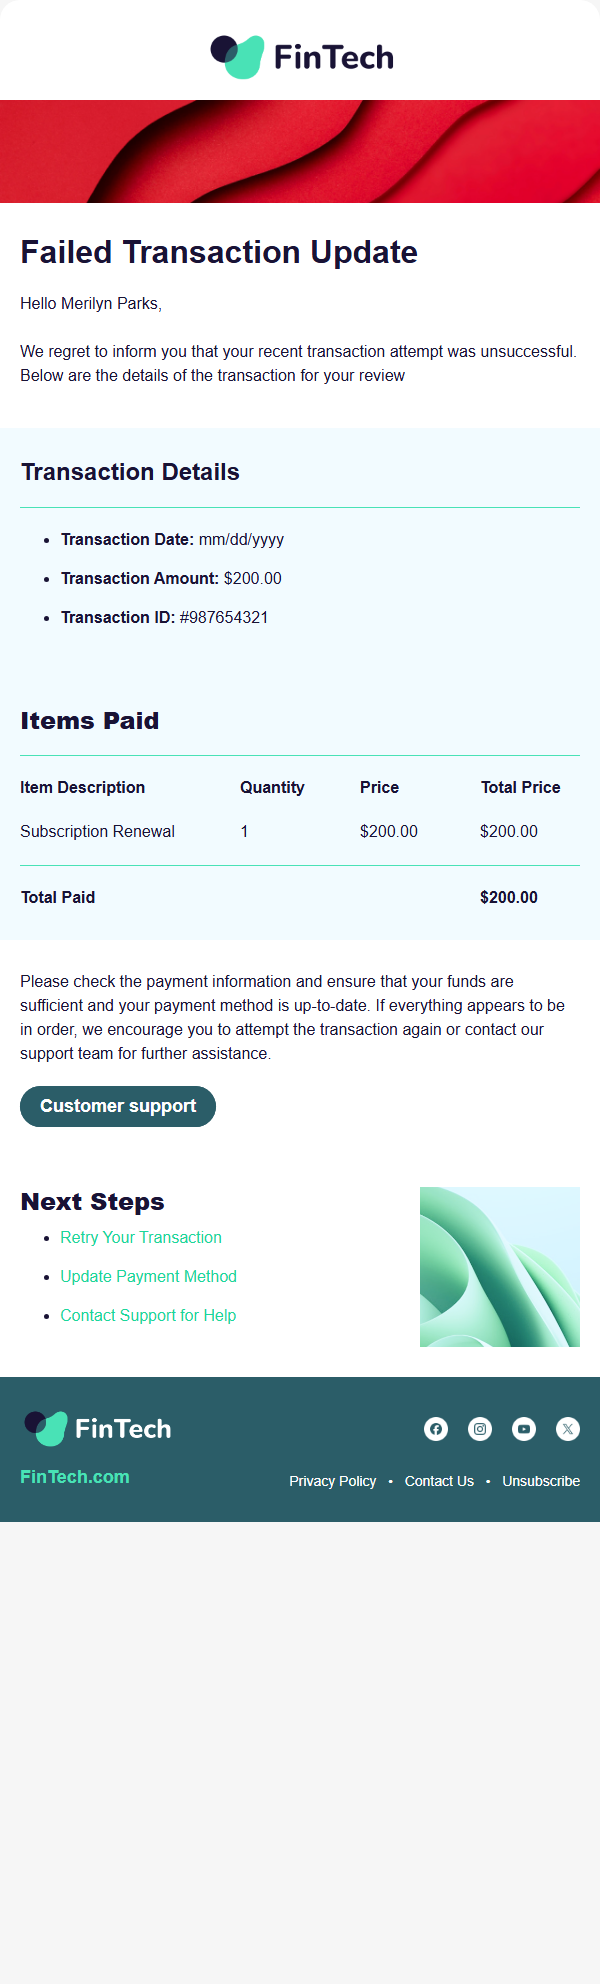 FinTech
Failed Transaction Update
Hello Merilyn Parks,
We regret to inform you that your recent transaction attempt was unsuccessful.
Below are the details of the transaction for your review
Transaction Details
• Transaction Date: mm/dd/yyyy
• Transaction Amount: $200.00
• Transaction ID: #987654321
Items Paid
Item Description Quantity Price Total Price
Subscription Renewal 1 $200.00 $200.00
Total Paid $200.00
Please check the payment information and ensure that your funds are
sufficient and your payment method is up-to-date. If everything appears to be
in order, we encourage you to attempt the transaction again or contact our
support team for further assistance.
Customer support
Next Steps
• Retry Your Transaction
• Update Payment Method
• Contact Support for Help
FinTech
FinTech.com
Privacy Policy • Contact Us • Unsubscribe